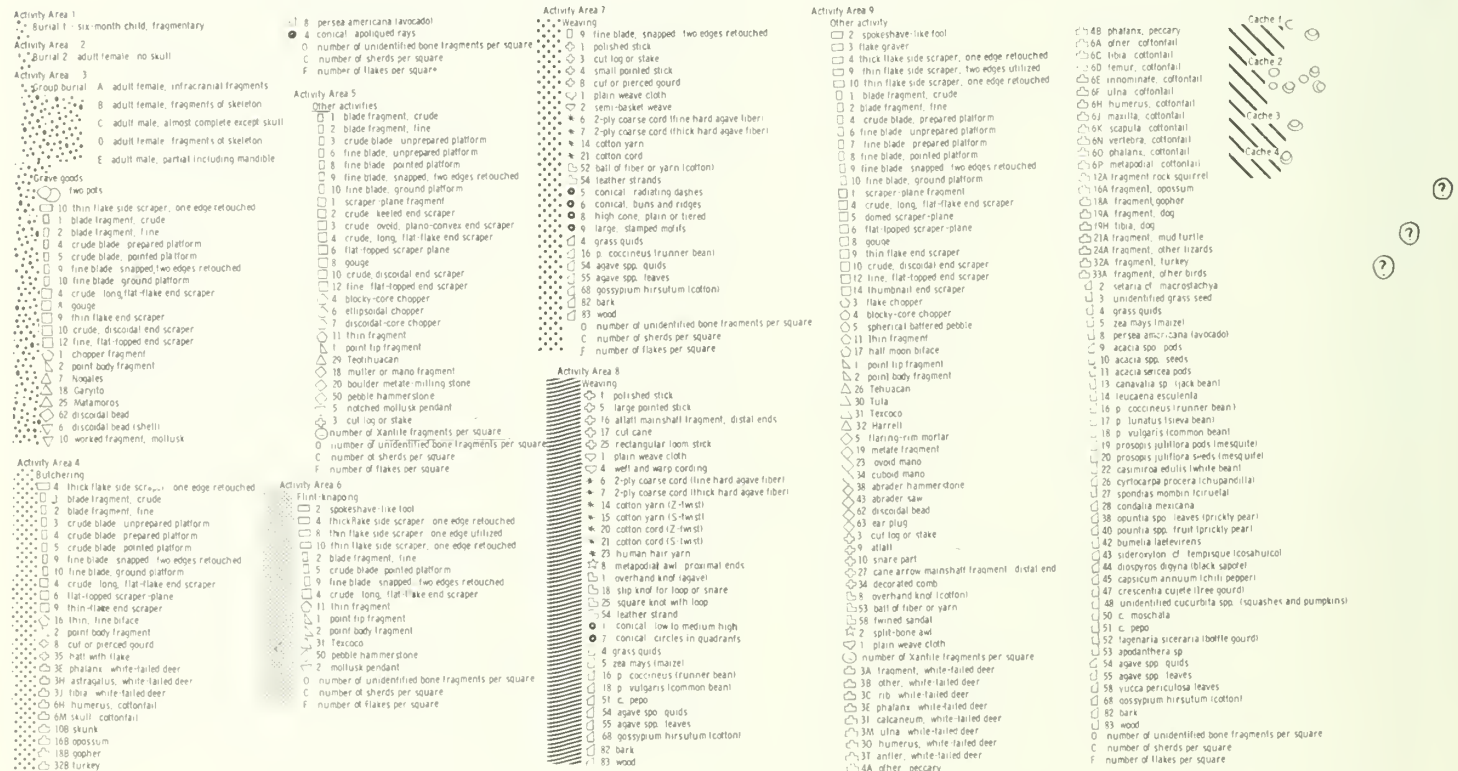 Activity Area 1
Burial 1 - six-month child, fragmentary
Activity Area 2
Burial 2 adult female no skull
Activity Area 3
Group burial A adult female, infracranial fragments
B adult female, fragments of skeleton
C adult male, almost complete except skull
D adult female fragments of skeleton
E adult male, partial including mandible
Grave goods
two pots
10 thin flake side scraper, one edge retouched
1 blade fragment, crude
2 blade fragment, fine
4 crude blade prepared platform
5 crude blade, pointed platform
9 fine blade snapped, two edges retouched
10 fine blade ground platform
4 crude long, flat-flake end scraper
8 gouge
9 thin flake end scraper
10 crude, discoidal end scraper
12 fine, flat-topped end scraper
1 chopper fragment
2 point body fragment
7 Nogales
18 Garyito
25 Matamoros
62 discoidal bead
6 discoidal bead (shell)
10 worked fragment, mollusk
Activity Area 4
Butchering
4 thick flake side scraper one edge retouched
1 blade fragment, crude
2 blade fragment, fine
3 crude blade unprepared platform
4 crude blade prepared platform
5 crude blade pointed platform
9 fine blade snapped two edges retouched
10 fine blade, ground platform
4 crude long, flat-flake end scraper
6 flat-topped scraper-plane
9 thin-flake end scraper
16 thin, fine biface
2 point body fragment
8 cut or pierced gourd
35 haft with flake
3E phalanx white-tailed deer
3H astragalus, white-tailed deer
3J tibia white-tailed deer
6H humerus, cottontail
6M skull cottontail
10B skunk
16B opossum
18B gopher
32B turkey
8 persea americana (avocado)
4 conical apoliqued rays
O number of unidentified bone fragments per square
C number of sherds per square
F number of flakes per square
Activity Area 5
Other activities
1 blade fragment, crude
2 blade fragment, fine
3 crude blade unprepared platform
6 fine blade, unprepared platform
8 fine blade pointed platform
9 fine blade, snapped, two edges retouched
10 fine blade, ground platform
1 scraper-plane fragment
2 crude keeled end scraper
3 crude ovoid, plano-convex end scraper
4 crude, long, flat-flake end scraper
6 flat-topped scraper plane
8 gouge
10 crude, discoidal end scraper
12 fine, flat-topped end scraper
4 blocky-core chopper
6 ellipsoidal chopper
7 discoidal-core chopper
11 thin fragment
1 point tip fragment
29 Teotihuacan
18 muller or mano fragment
20 boulder metate-milling stone
50 pebble hammerstone
5 notched mollusk pendant
3 cut log or stake
number of Xantile fragments per square
O number of unidentified bone fragments per square
C number of sherds per square
F number of flakes per square
Activity Area 6
Flint-knapping
2 spokeshave-like tool
4 thick flake side scraper one edge retouched
8 thin flake side scraper one edge utilized
10 thin flake side scraper, one edge retouched
2 blade fragment, fine
5 crude blade pointed platform
9 fine blade snapped two edges retouched
4 crude long, flat-flake end scraper
11 thin fragment
1 point tip fragment
2 point body fragment
31 Texcoco
50 pebble hammerstone
2 mollusk pendant
O number of unidentified bone fragments per square
C number of sherds per square
F number of flakes per square
Activity Area 7
Weaving
9 fine blade, snapped two edges retouched
1 polished stick
3 cut log or stake
4 small pointed stick
8 cut or pierced gourd
1 plain weave cloth
2 semi-basket weave
6 2-ply coarse cord (fine hard agave fiber)
7 2-ply coarse cord (thick hard agave fiber)
14 cotton yarn
21 cotton cord
52 ball of fiber or yarn (cotton)
54 leather strands
5 conical radiating dashes
6 conical, buns and ridges
8 high cone, plain or tiered
9 large, stamped motifs
4 grass quids
16 p coccineus (runner bean)
54 agave spp. quids
55 agave spp. leaves
68 gossypium hirsutum (cotton)
82 bark
83 wood
O number of unidentified bone fragments per square
C number of sherds per square
F number of flakes per square
Activity Area 8
Weaving
1 polished stick
5 large pointed stick
16 atlatl mainshaft fragment, distal ends
17 cut cane
25 rectangular loom stick
1 plain weave cloth
4 weft and warp cording
6 2-ply coarse cord (fine hard agave fiber)
7 2-ply coarse cord (thick hard agave fiber)
14 cotton yarn (Z-twist)
15 cotton yarn (S-twist)
20 cotton cord (Z-twist)
21 cotton cord (S-twist)
23 human hair yarn
8 metapodial awl proximal ends
1 overhand knot (agave)
18 slip knot for loop or snare
25 square knot with loop
54 leather strand
1 conical low to medium high
7 conical circles in quadrants
4 grass quids
5 zea mays (maize)
16 p coccineus (runner bean)
18 p vulgaris (common bean)
51 c. pepo
54 agave spp quids
55 agave spp. leaves
68 gossypium hirsutum (cotton)
82 bark
83 wood
Activity Area 9
Other activity
2 spokeshave-like tool
3 flake graver
4 thick flake side scraper, one edge retouched
9 thin flake side scraper, two edges utilized
10 thin flake side scraper, one edge retouched
1 blade fragment, crude
2 blade fragment, fine
4 crude blade, prepared platform
6 fine blade unprepared platform
7 fine blade prepared platform
8 fine blade, pointed platform
9 fine blade snapped two edges retouched
10 fine blade, ground platform
1 scraper-plane fragment
4 crude, long, flat-flake end scraper
5 domed scraper-plane
6 flat-topped scraper-plane
8 gouge
9 thin flake end scraper
10 crude, discoidal end scraper
12 fine, flat-topped end scraper
14 thumbnail end scraper
3 flake chopper
4 blocky-core chopper
5 spherical battered pebble
11 thin fragment
17 half moon biface
1 point tip fragment
2 point body fragment
26 Tehuacan
30 Tula
31 Texcoco
32 Harrell
5 flaring-rim mortar
19 metate fragment
23 ovoid mano
34 cuboid mano
38 abrader hammerstone
43 abrader saw
62 discoidal bead
63 ear plug
3 cut log or stake
9 atlatl
10 snare part
27 cane arrow mainshaft fragment distal end
34 decorated comb
8 overhand knot (cotton)
53 ball of fiber or yarn
58 twined sandal
2 split-bone awl
1 plain weave cloth
number of Xantile fragments per square
3A fragment, white-tailed deer
3B other, white-tailed deer
3C rib white-tailed deer
3E phalanx white-tailed deer
3I calcaneum, white-tailed deer
3M ulna white-tailed deer
3O humerus, white-tailed deer
3T antler, white-tailed deer
4A other peccary
4B phalanx, peccary
6A other cottontail
6C tibia cottontail
6D femur, cottontail
6E innominate, cottontail
6F ulna cottontail
6H humerus, cottontail
6J maxilla, cottontail
6K scapula cottontail
6N vertebra, cottontail
6O phalanx, cottontail
6P metapodial cottontail
12A fragment rock squirrel
16A fragment, opossum
18A fragment, gopher
19A fragment, dog
19H tibia, dog
21A fragment, mud turtle
24A fragment, other lizards
32A fragment, turkey
33A fragment, other birds
2 setaria cf macrostachya
3 unidentified grass seed
4 grass quids
5 zea mays (maize)
8 persea americana (avocado)
9 acacia spp pods
10 acacia spp. seeds
11 acacia sericea pods
13 canavalia sp (jack bean)
14 leucaena esculenta
16 p coccineus (runner bean)
17 p lunatus (sieva bean)
18 p vulgaris (common bean)
19 prosopis juliflora pods (mesquite)
20 prosopis juliflora seeds (mesquite)
22 casimiroa edulis (white bean)
26 cyrtocarpa procera (chupandilla)
27 spondias mombin (ciruela)
28 condalia mexicana
38 opuntia spp. leaves (prickly pear)
40 opuntia spp. fruit (prickly pear)
42 bumelia laetevirens
43 sideroxylon cf tempisque (cosahuico)
44 diospyros digyna (black sapote)
45 capsicum annuum (chili pepper)
47 crescentia cujete (tree gourd)
48 unidentified cucurbita spp. (squashes and pumpkins)
50 c. moschata
51 c. pepo
52 lagenaria siceraria (bottle gourd)
53 apodanthera sp
54 agave spp quids
55 agave spp leaves
58 yucca periculosa leaves
68 gossypium hirsutum (cotton)
82 bark
83 wood
O number of unidentified bone fragments per square
C number of sherds per square
F number of flakes per square
Cache 1
Cache 2
Cache 3
Cache 4
?
?
?